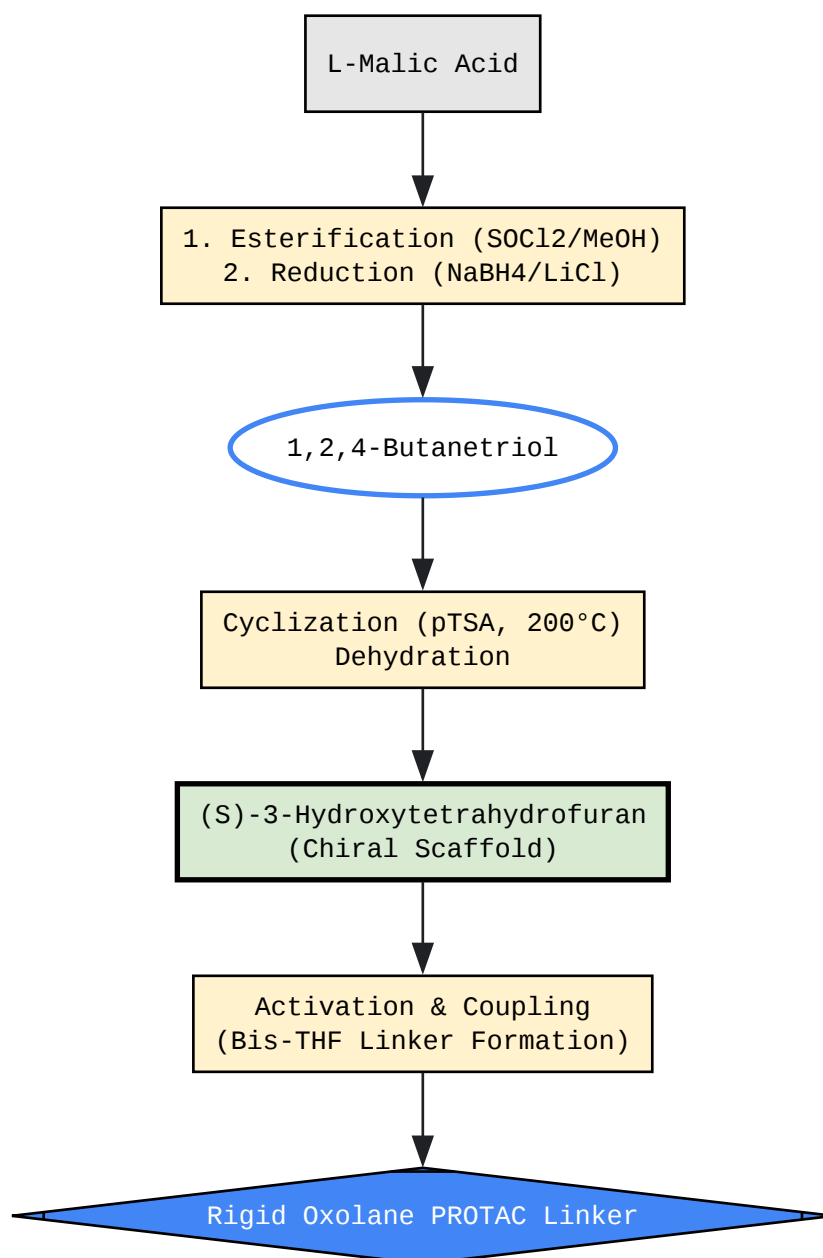 L-Malic Acid
1. Esterification (SOCl2/MeOH)
2. Reduction (NaBH4/LiCl)
1,2,4-Butanetriol
Cyclization (pTSA, 200°C)
Dehydration
(S)-3-Hydroxytetrahydrofuran
(Chiral Scaffold)
Activation & Coupling
(Bis-THF Linker Formation)
Rigid Oxolane PROTAC Linker